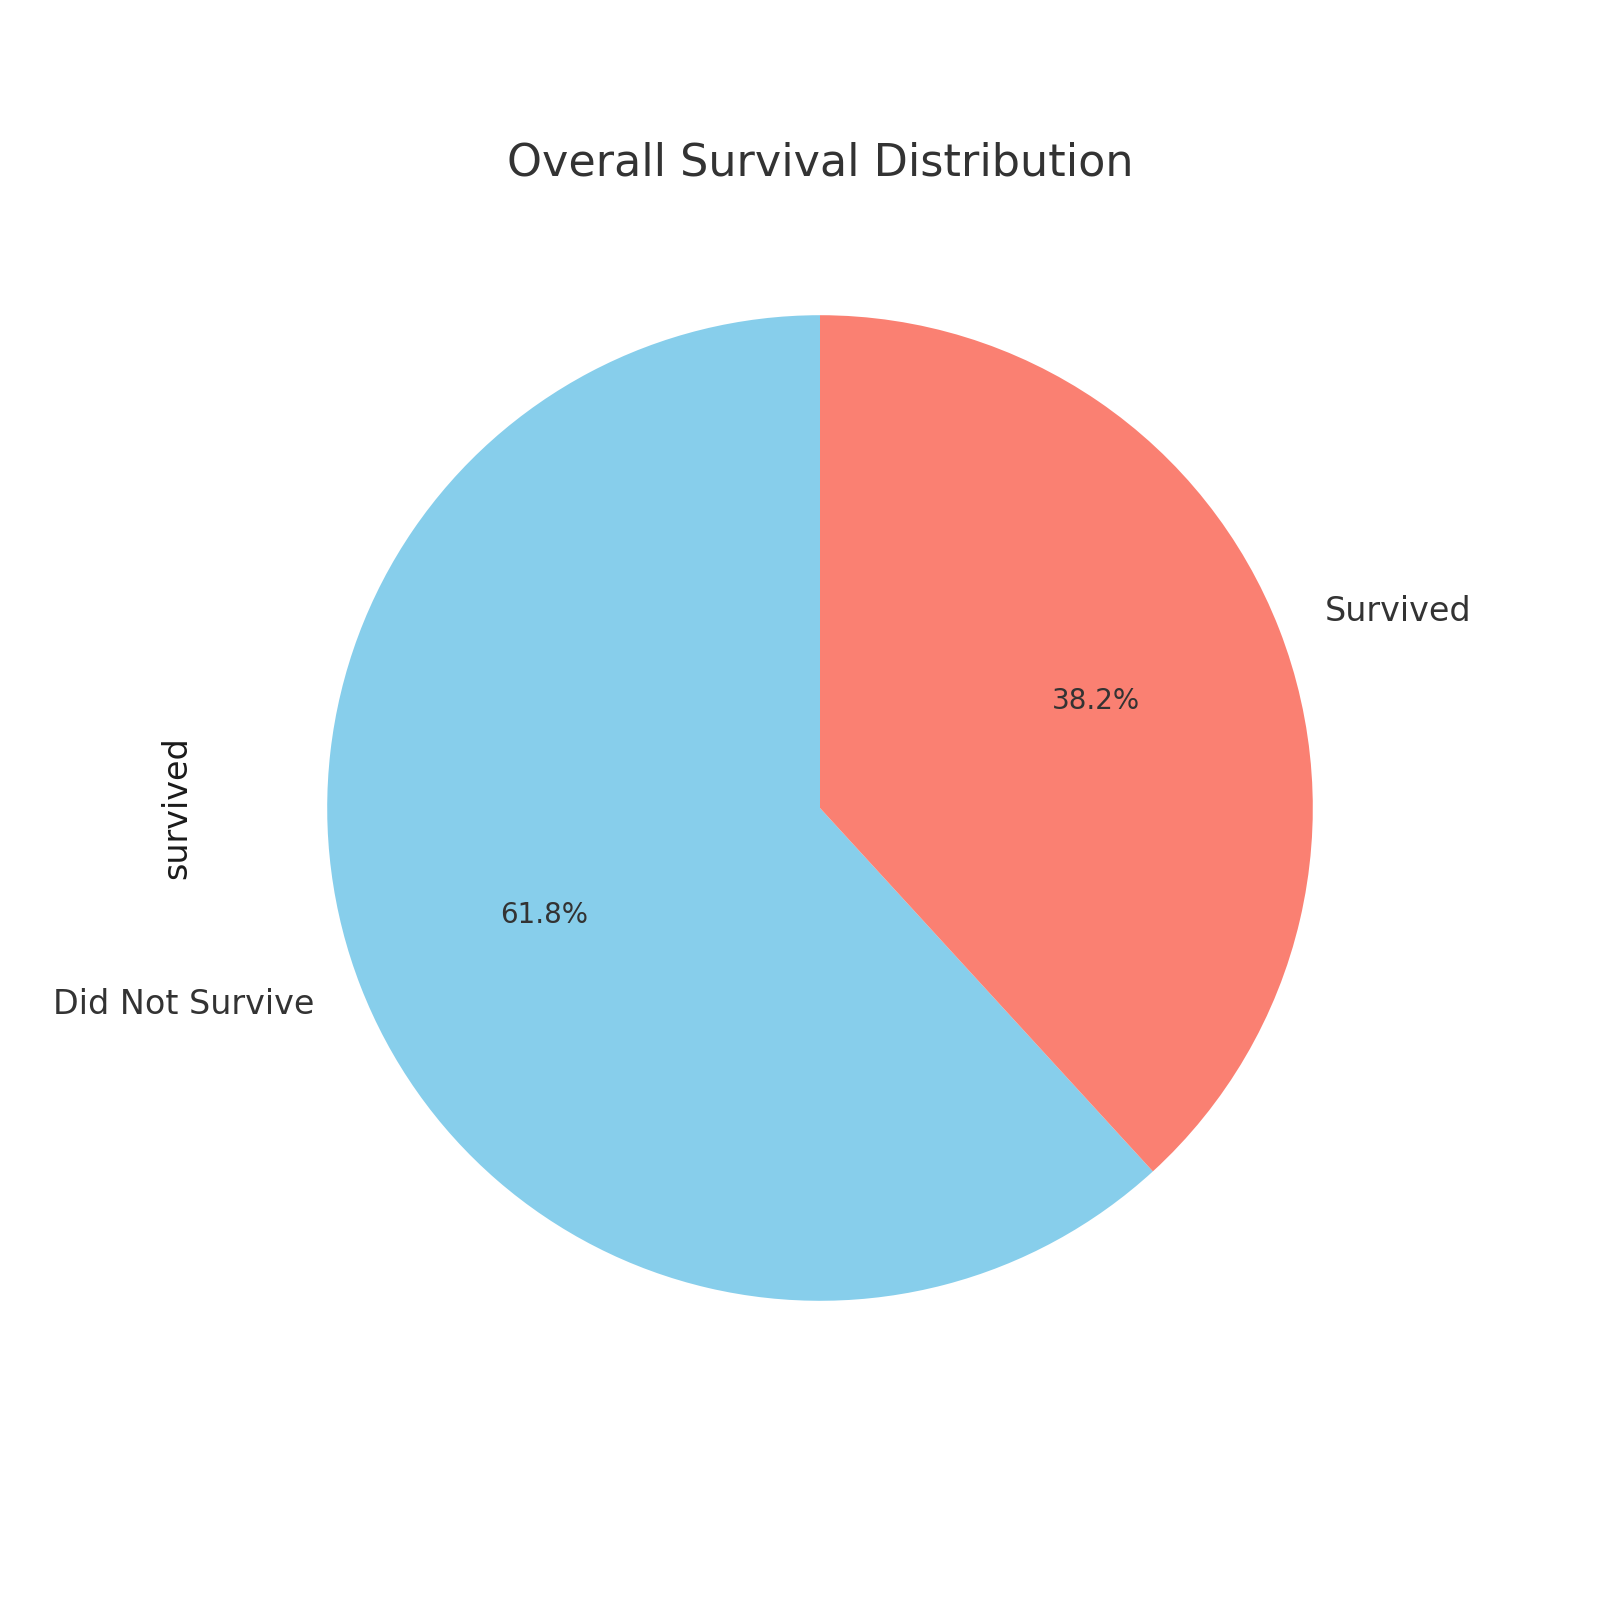 Overall Survival Distribution
Survived
38.2%
survived
61.8%
Did Not Survive